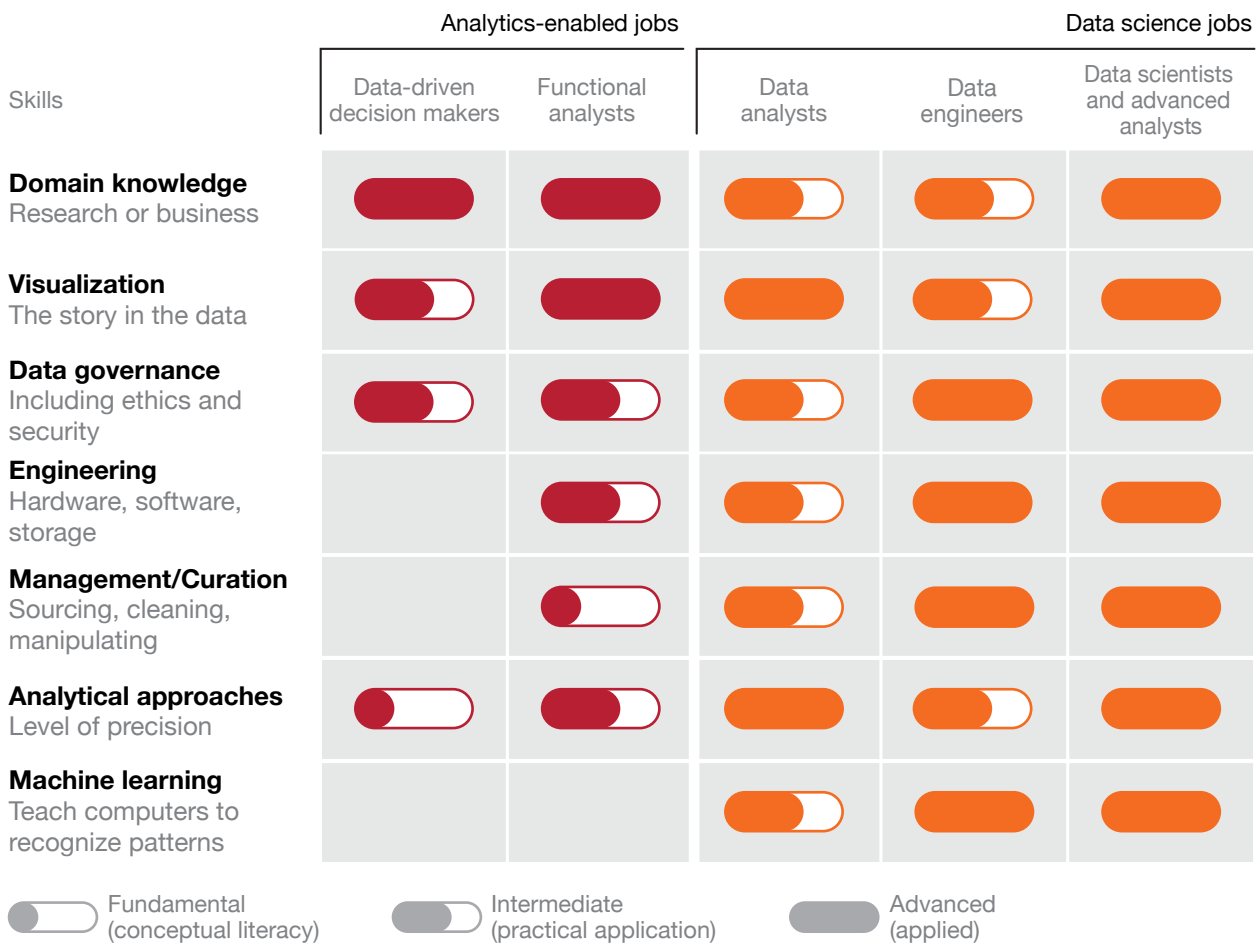 Analytics-enabled jobs
Data science jobs
Skills
Data-driven
decision makers
Functional
analysts
Data
analysts
Data
engineers
Data scientists
and advanced
analysts
Domain knowledge
Research or business
Visualization
The story in the data
Data governance
Including ethics and
security
Engineering
Hardware, software,
storage
Management/Curation
Sourcing, cleaning,
manipulating
Analytical approaches
Level of precision
Machine learning
Teach computers to
recognize patterns
Fundamental
(conceptual literacy)
Intermediate
(practical application)
Advanced
(applied)